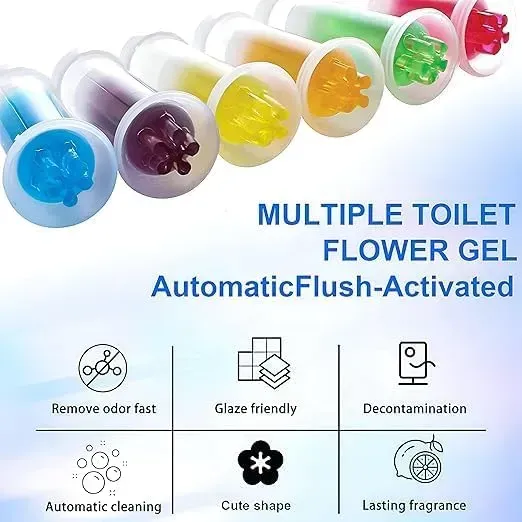 MULTIPLE TOILET
FLOWER GEL
AutomaticFlush-Activated
Remove odor fast
Glaze friendly
Decontamination
Automatic cleaning
Cute shape
Lasting fragrance